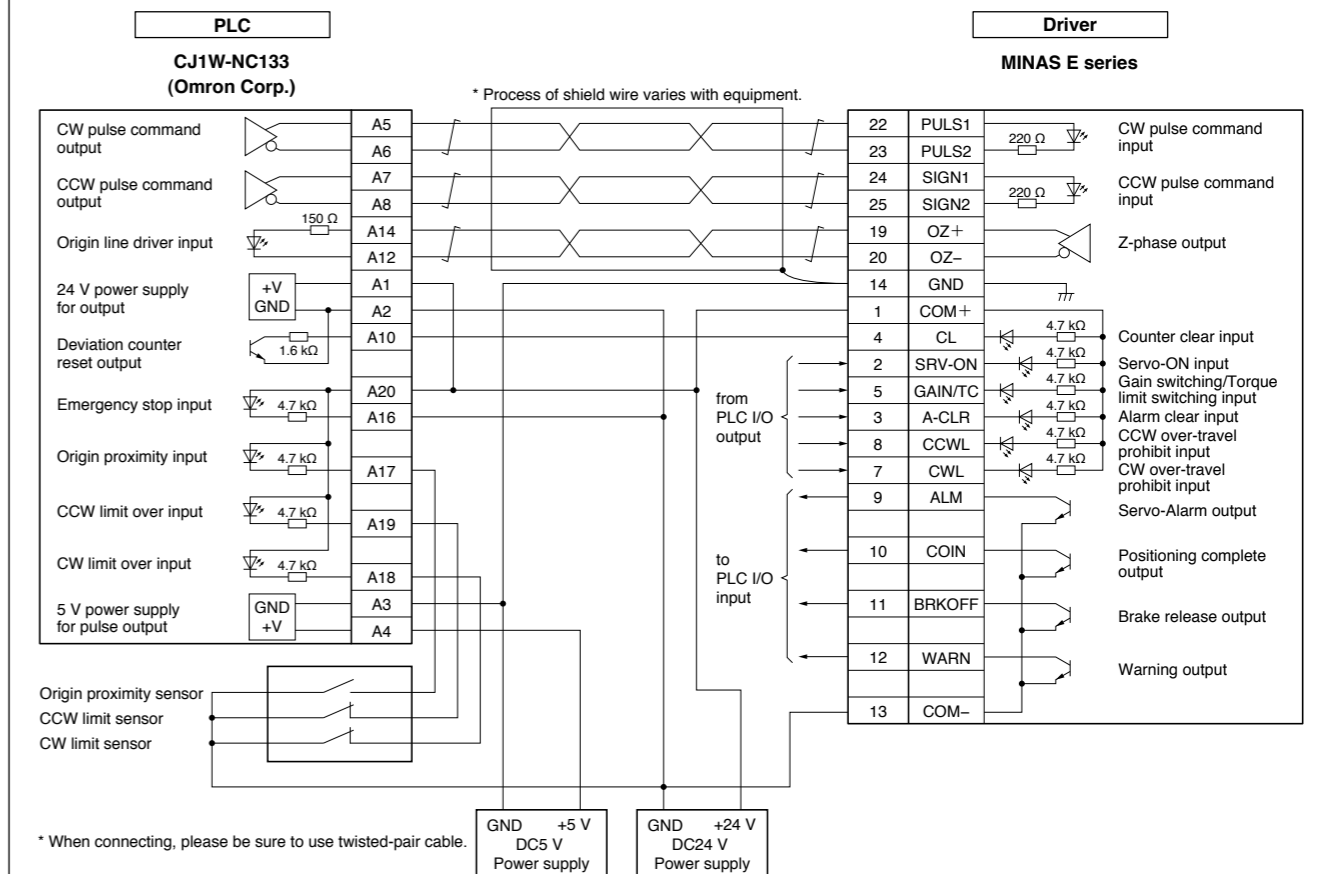 PLC
Driver
CJ1W-NC133
(Omron Corp.)
MINAS E series
* Process of shield wire varies with equipment.
CW pulse command
output
A5
A6
CCW pulse command
output
A7
A8
150 Ω
Origin line driver input
A14
A12
24 V power supply
for output
+V
GND
A1
A2
Deviation counter
reset output
1.6 kΩ
A10
A20
Emergency stop input
4.7 kΩ
A16
Origin proximity input
4.7 kΩ
A17
CCW limit over input
4.7 kΩ
A19
CW limit over input
4.7 kΩ
A18
5 V power supply
for pulse output
GND
+V
A3
A4
22 PULS1
23 PULS2
220 Ω
CW pulse command
input
24 SIGN1
25 SIGN2
220 Ω
CCW pulse command
input
19 OZ+
20 OZ−
Z-phase output
14 GND
1 COM+
4 CL
4.7 kΩ
Counter clear input
2 SRV-ON
4.7 kΩ
Servo-ON input
5 GAIN/TC
4.7 kΩ
Gain switching/Torque
limit switching input
3 A-CLR
4.7 kΩ
Alarm clear input
8 CCWL
4.7 kΩ
CCW over-travel
prohibit input
7 CWL
4.7 kΩ
CW over-travel
prohibit input
from
PLC I/O
output
9 ALM
Servo-Alarm output
10 COIN
Positioning complete
output
11 BRKOFF
Brake release output
12 WARN
Warning output
13 COM−
to
PLC I/O
input
Origin proximity sensor
CCW limit sensor
CW limit sensor
* When connecting, please be sure to use twisted-pair cable.
GND +5 V
DC5 V
Power supply
GND +24 V
DC24 V
Power supply